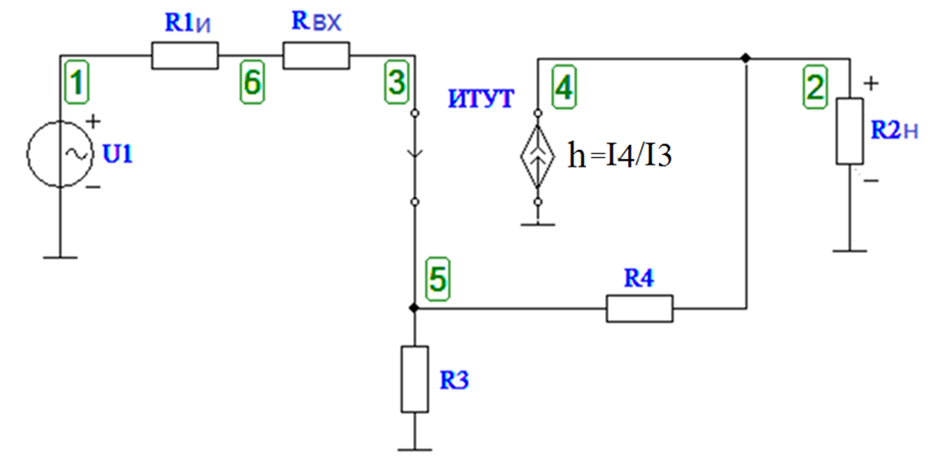 R1и
Rвх
1
6
3
ИТУТ
4
2
+
+
U1
h=I4/I3
R2н
−
−
5
R4
R3